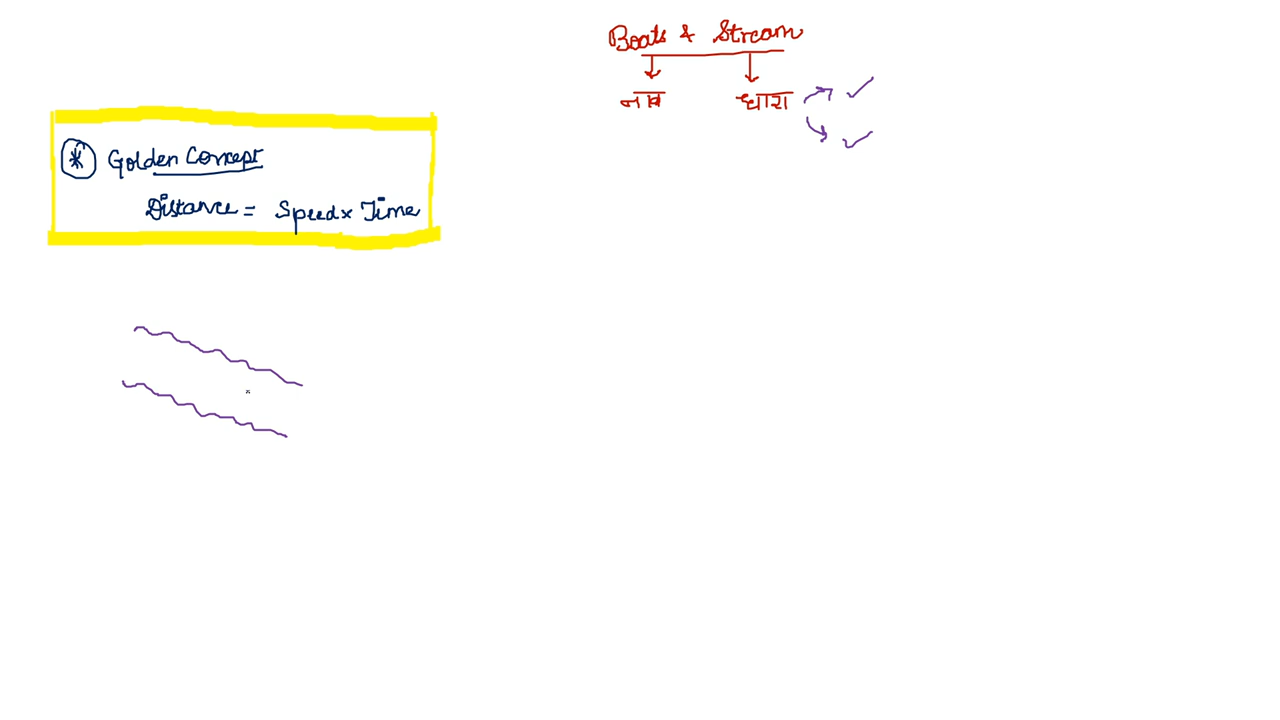 Boats & Stream
नाव धारा
* Golden Concept
Distance = Speed x Time